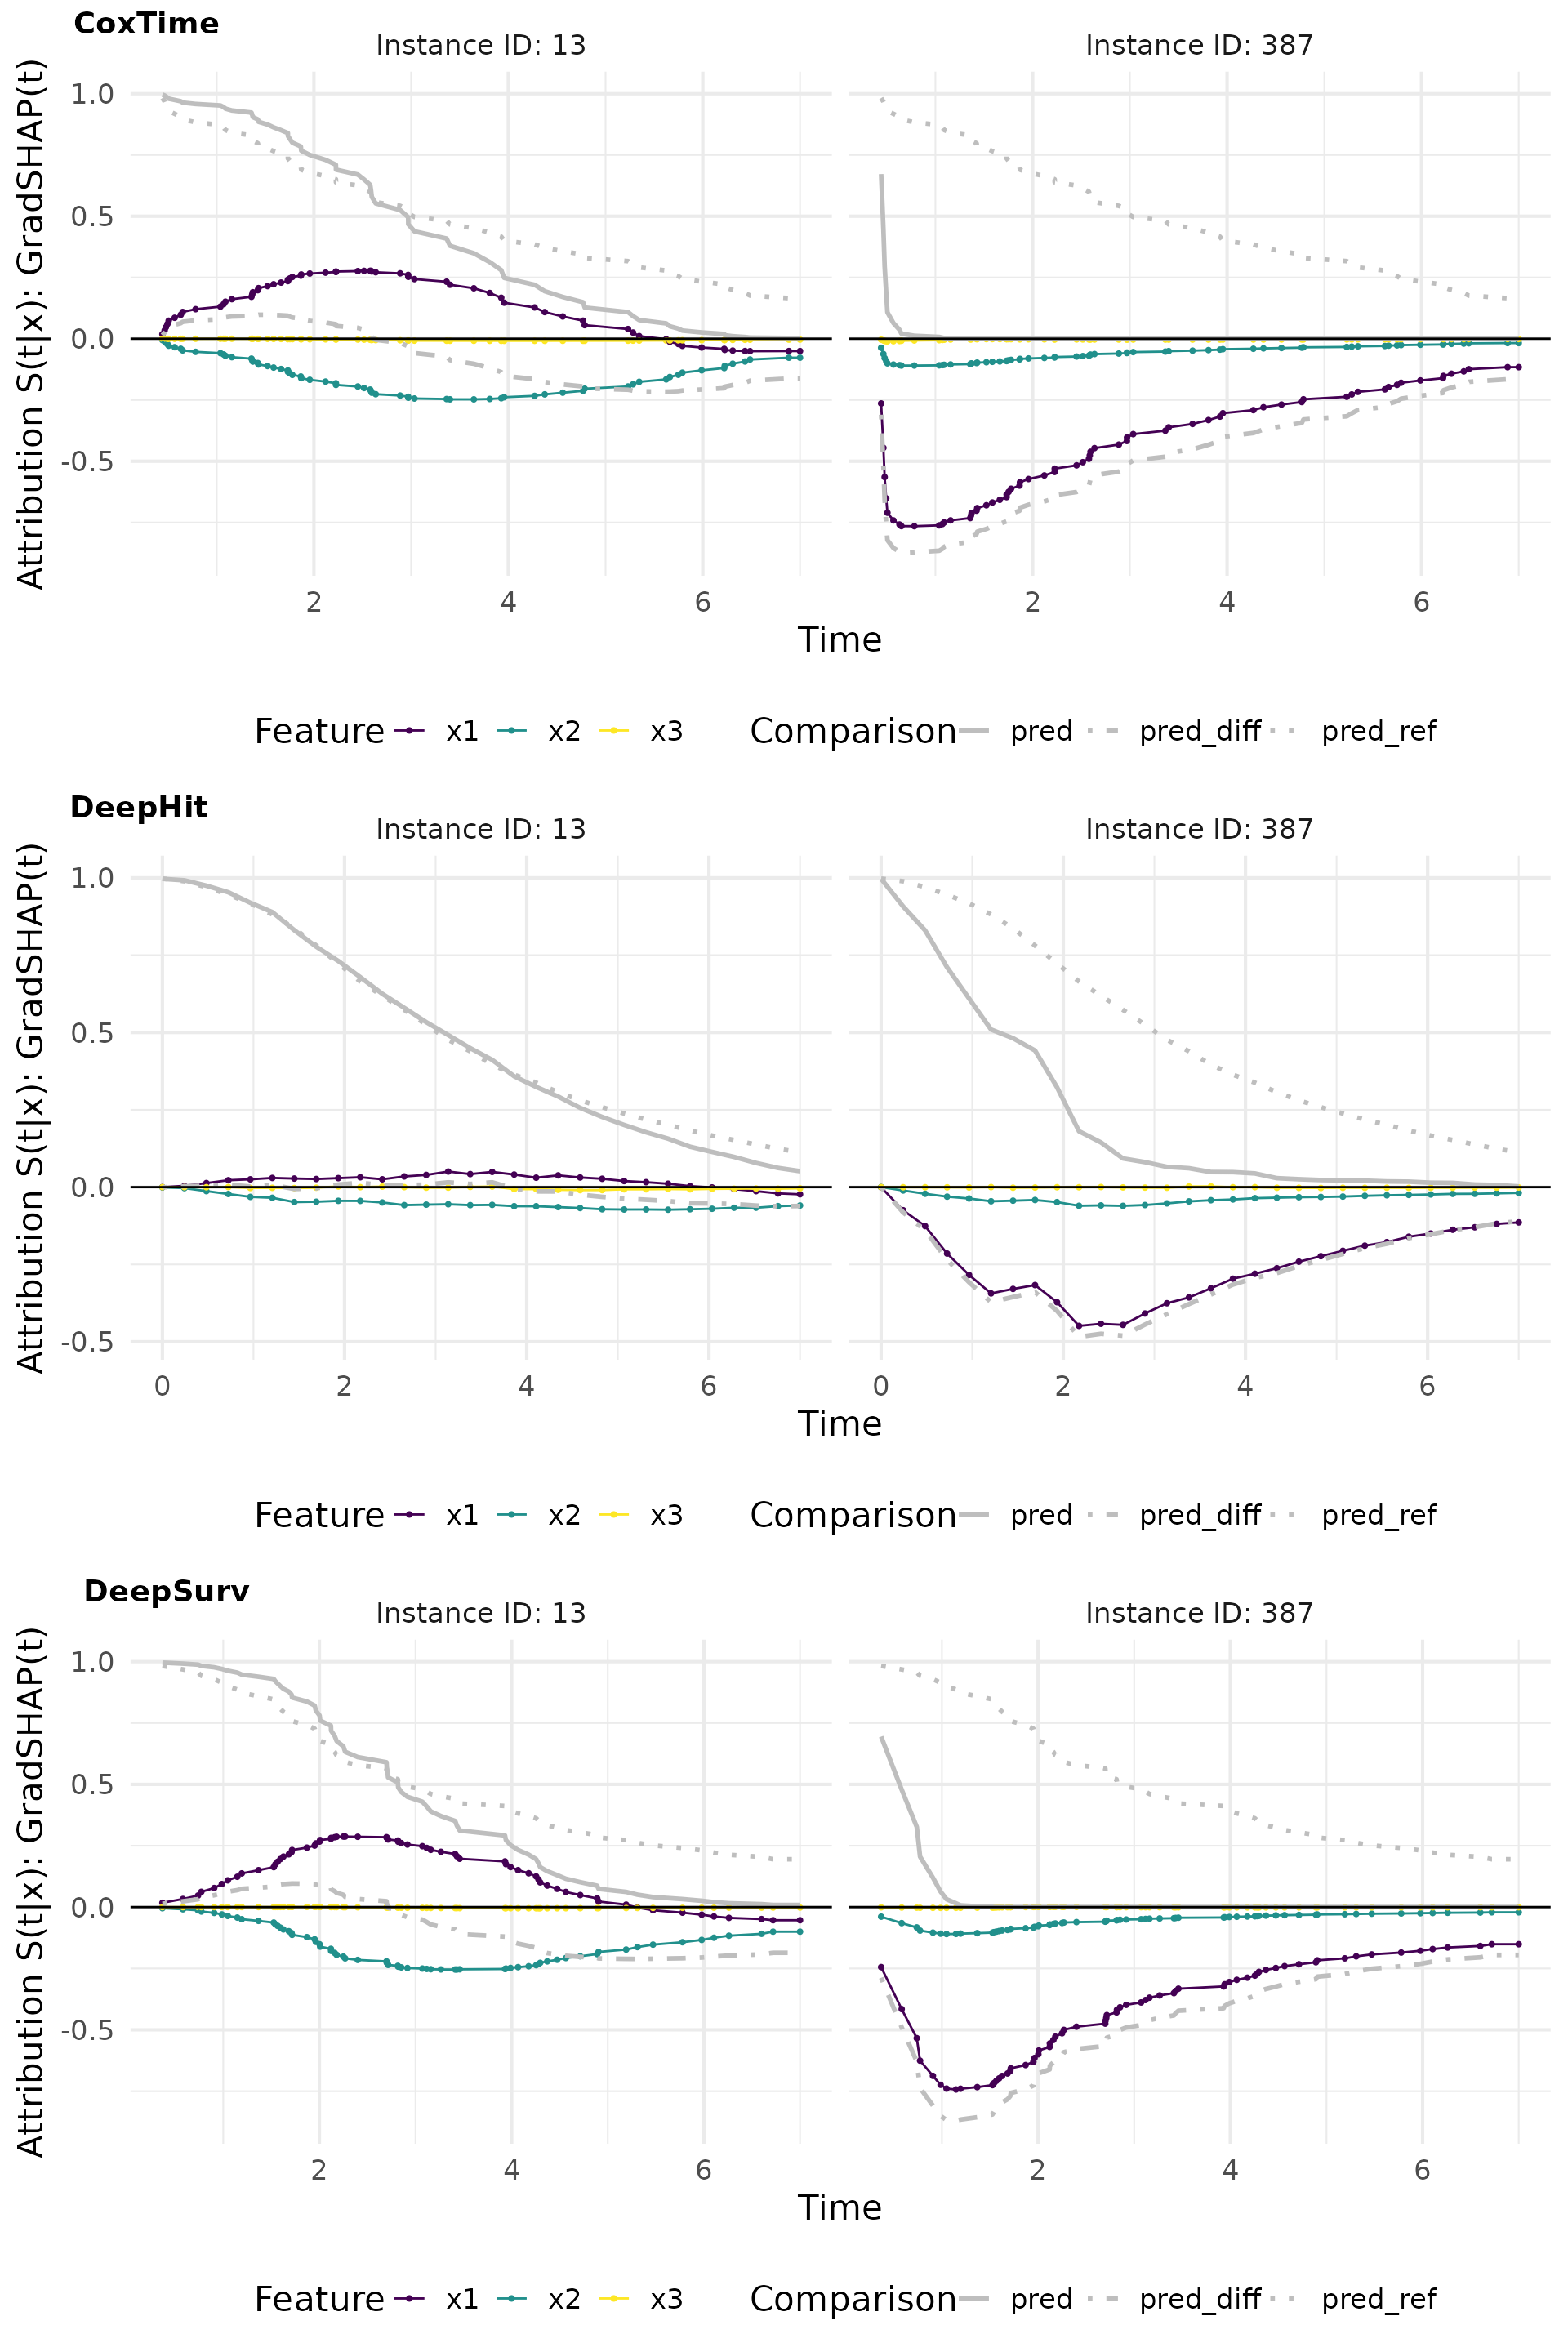 CoxTime
Instance ID: 13
Instance ID: 387
Attribution S(t|x): GradSHAP(t)
1.0
0.5
0.0
-0.5
2
4
6
2
4
6
Time
Feature x1 x2 x3 Comparison pred pred_diff pred_ref
DeepHit
Instance ID: 13
Instance ID: 387
Attribution S(t|x): GradSHAP(t)
1.0
0.5
0.0
-0.5
0
2
4
6
0
2
4
6
Time
Feature x1 x2 x3 Comparison pred pred_diff pred_ref
DeepSurv
Instance ID: 13
Instance ID: 387
Attribution S(t|x): GradSHAP(t)
1.0
0.5
0.0
-0.5
2
4
6
2
4
6
Time
Feature x1 x2 x3 Comparison pred pred_diff pred_ref